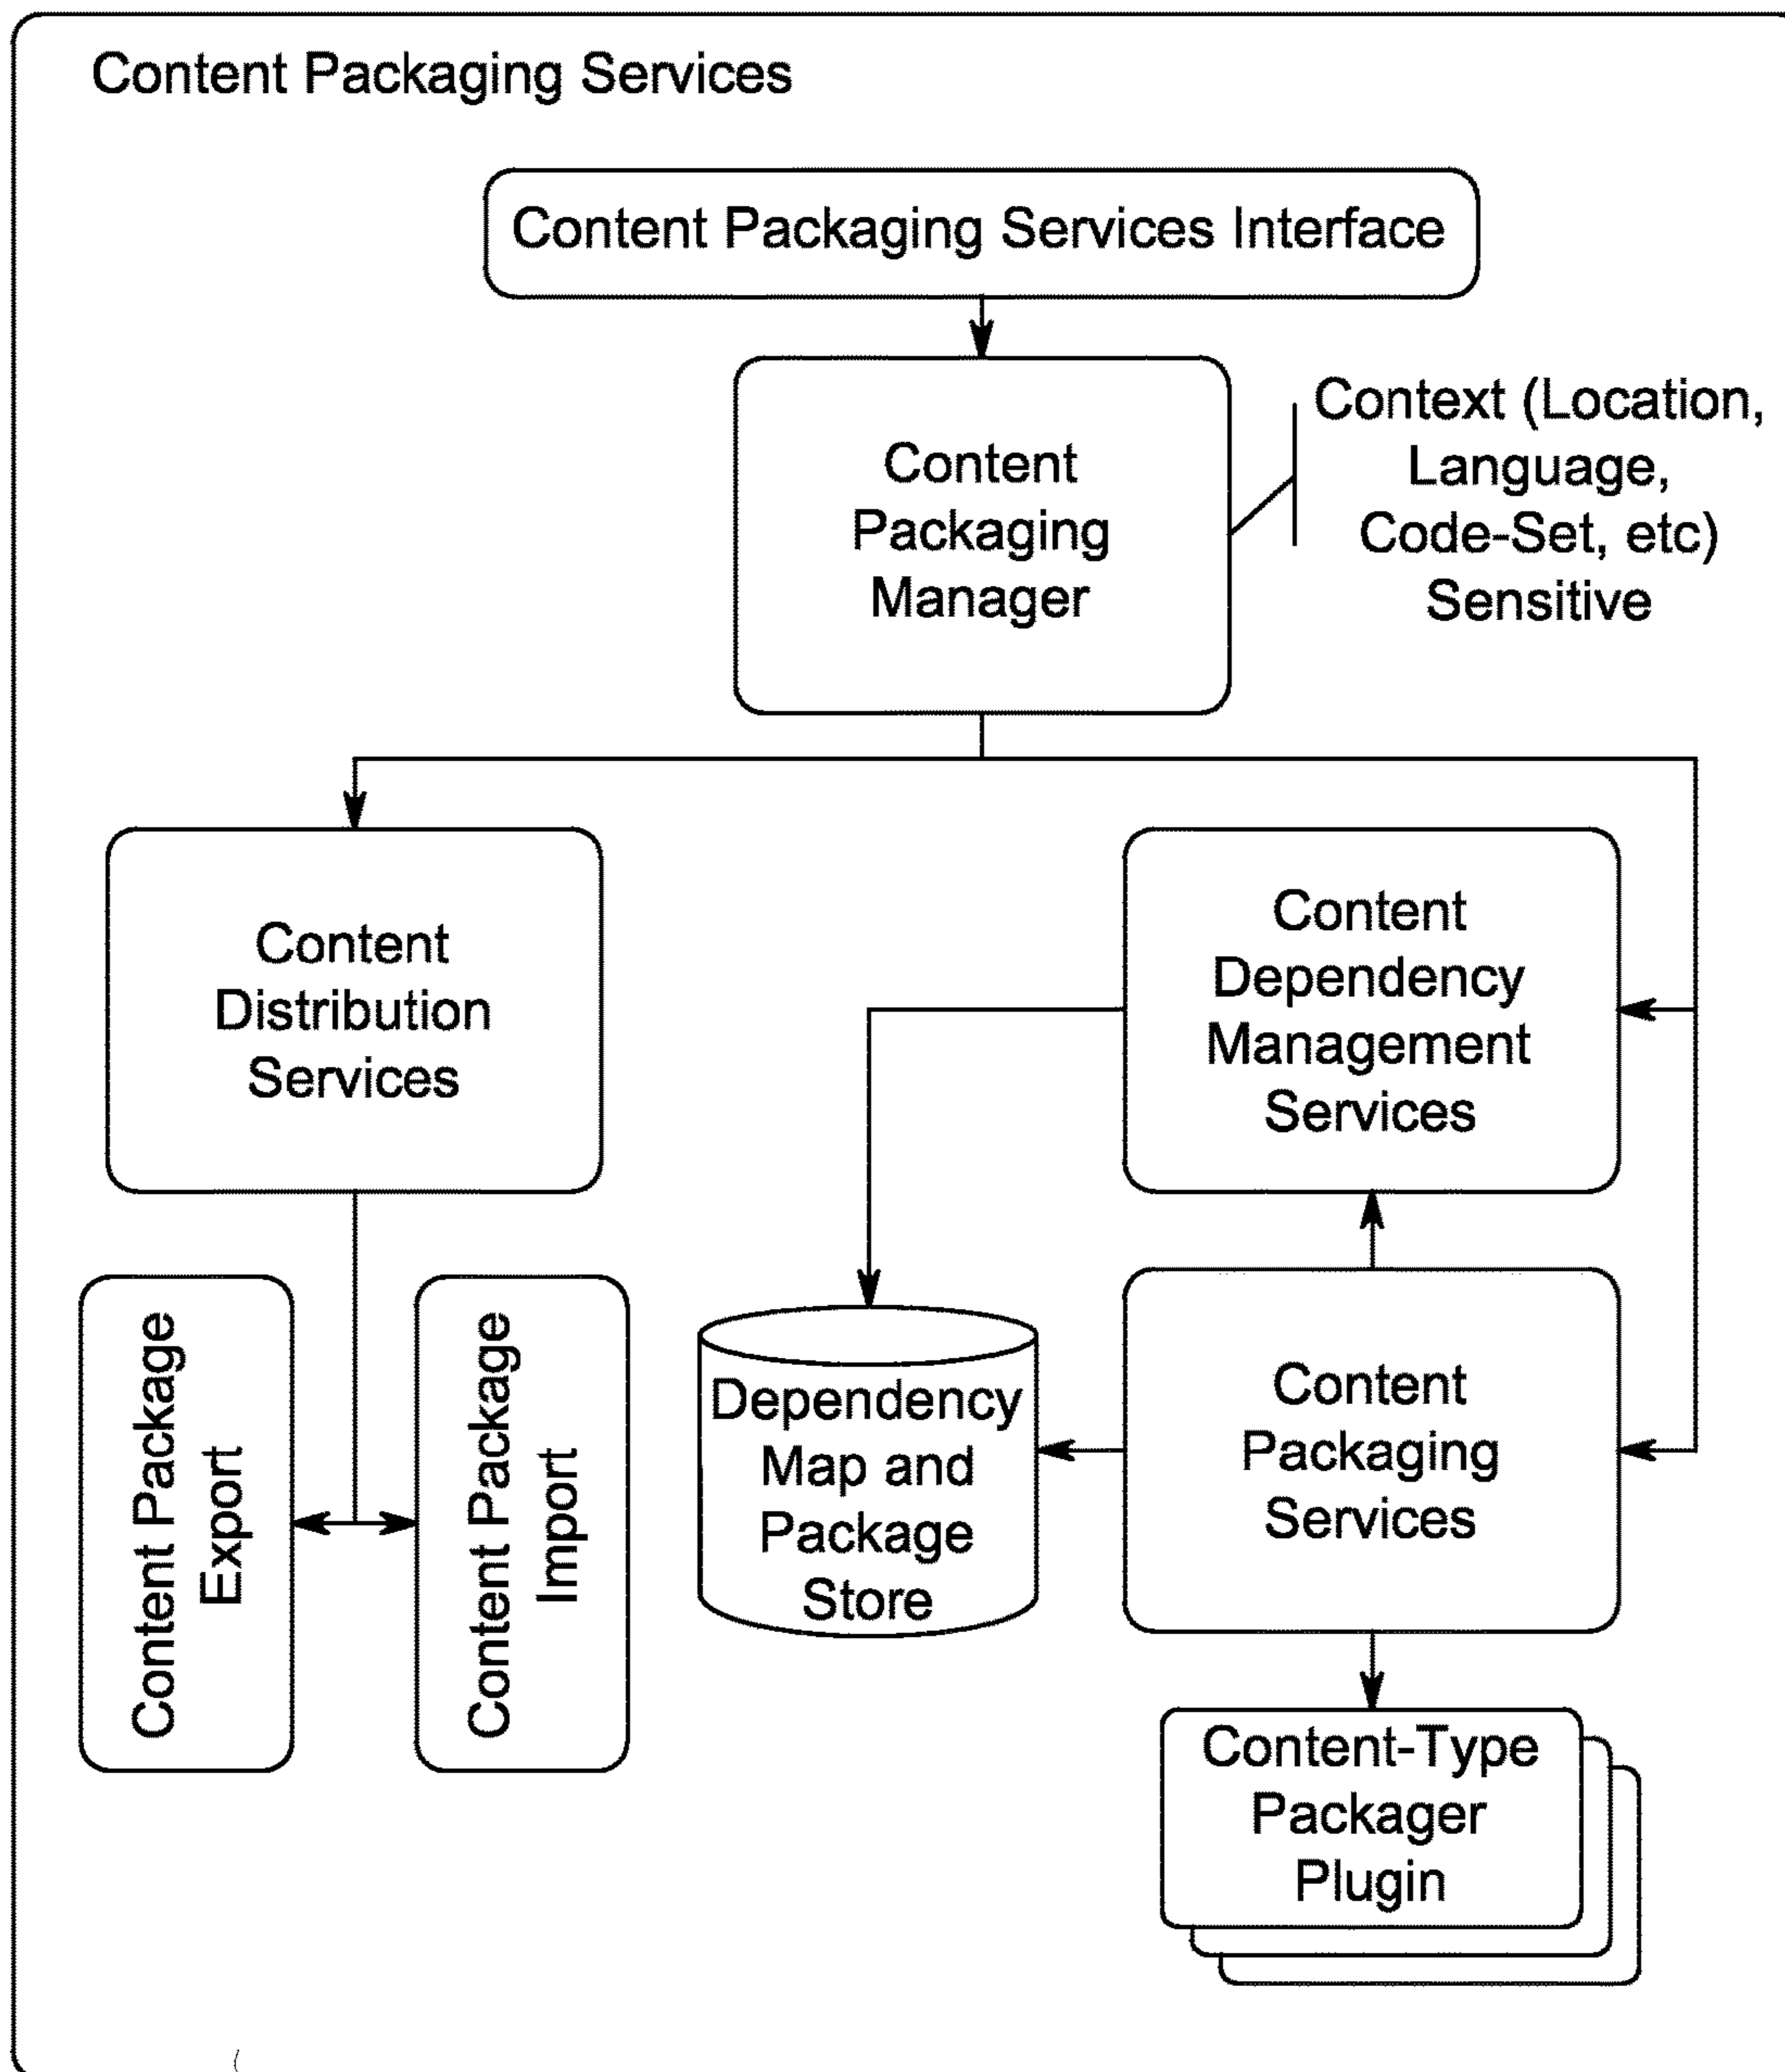 Content Packaging Services
Content Packaging Services Interface
Content
Packaging
Manager
Context (Location,
Language,
Code-Set, etc)
Sensitive
Content
Distribution
Services
Content
Dependency
Management
Services
Content Package
Export
Content Package
Import
Dependency
Map and
Package
Store
Content
Packaging
Services
Content-Type
Packager
Plugin